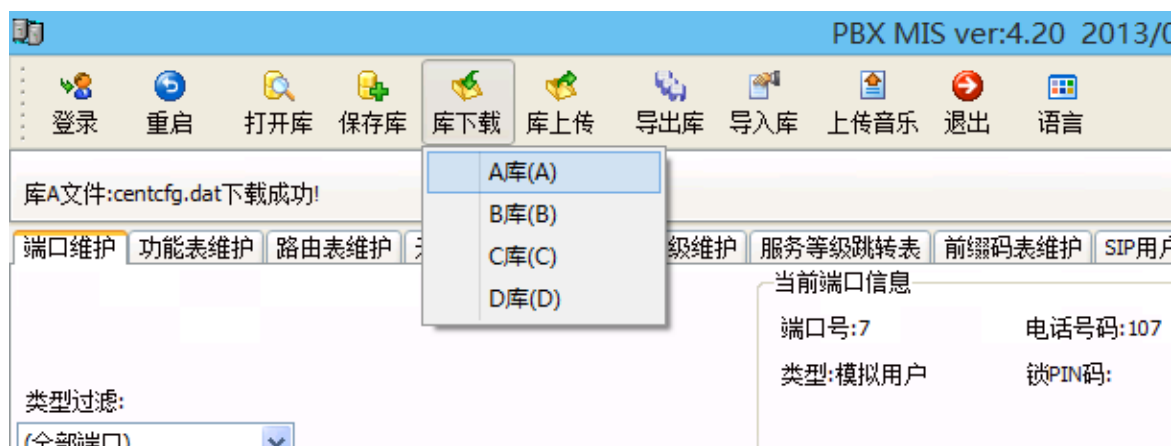 PBX MIS ver:4.20 2013/0
登录 重启 打开库 保存库 库下载 库上传 导出库 导入库 上传音乐 退出 语言
A库(A)
库A文件:centcfg.dat下载成功!
B库(B)
端口维护 功能表维护 路由表维护 级维护 服务等级跳转表 前缀码表维护 SIP用户
C库(C)
当前端口信息
D库(D)
端口号:7 电话号码:107
类型:模拟用户 锁PIN码:
类型过滤:
(全部端口)